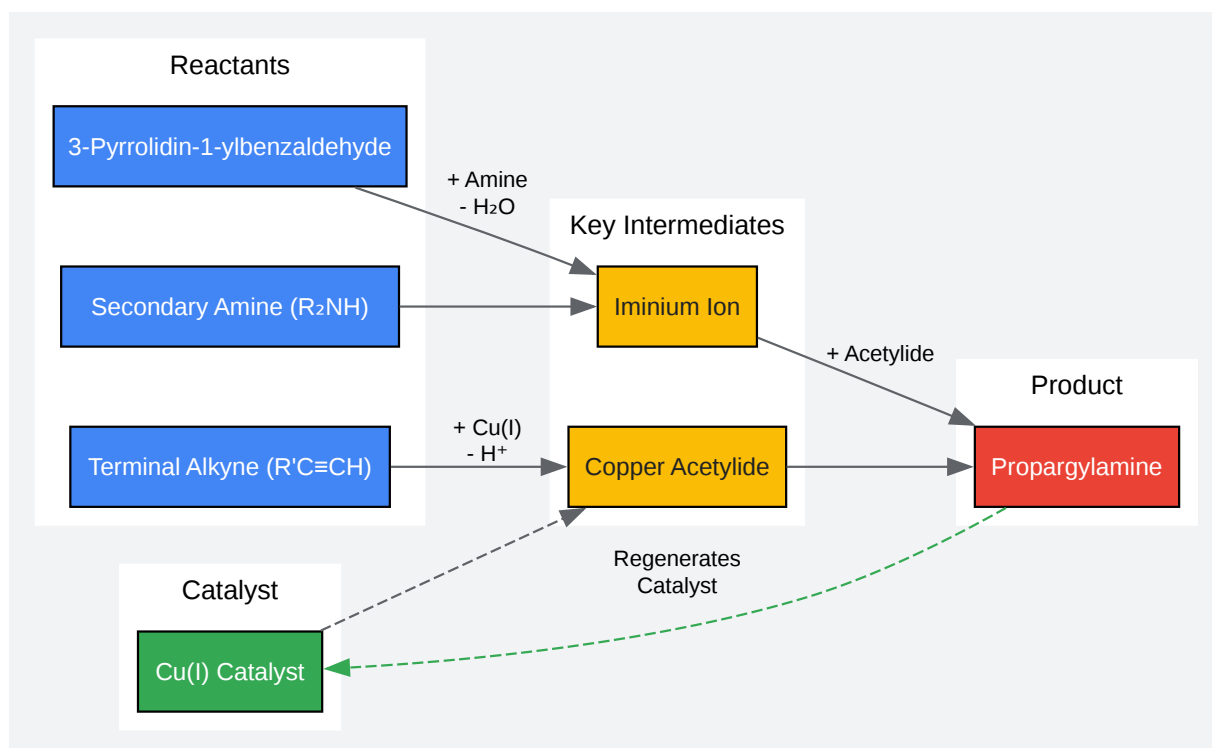 Reactants
3-Pyrrolidin-1-ylbenzaldehyde
+ Amine
- H₂O
Key Intermediates
Secondary Amine (R₂NH)
Iminium Ion
+ Acetylide
Product
Terminal Alkyne (R'C≡CH)
+ Cu(I)
- H⁺
Copper Acetylide
Propargylamine
Regenerates
Catalyst
Catalyst
Cu(I) Catalyst